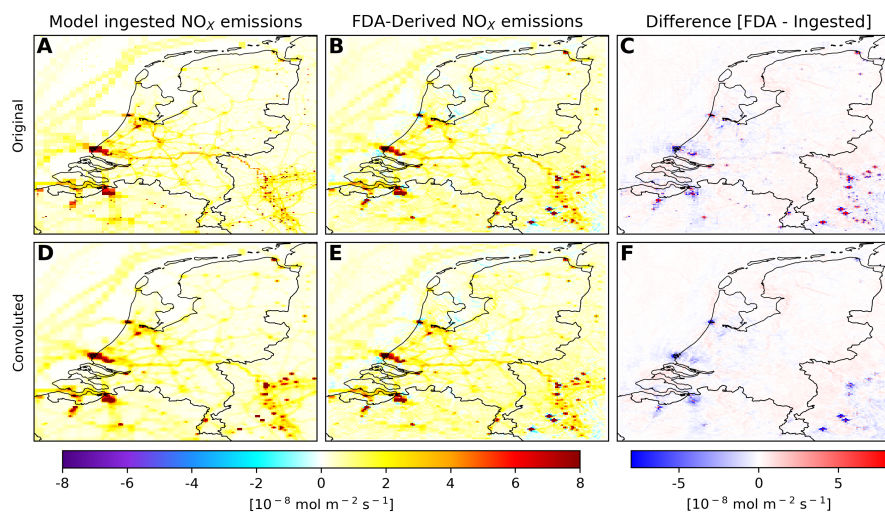 Model ingested NOX emissions
FDA-Derived NOX emissions
Difference [FDA - Ingested]
A
B
C
Original
D
E
F
Convoluted
-8 -6 -4 -2 0 2 4 6 8
-5 0 5
[10⁻⁸ mol m⁻² s⁻¹]
[10⁻⁸ mol m⁻² s⁻¹]